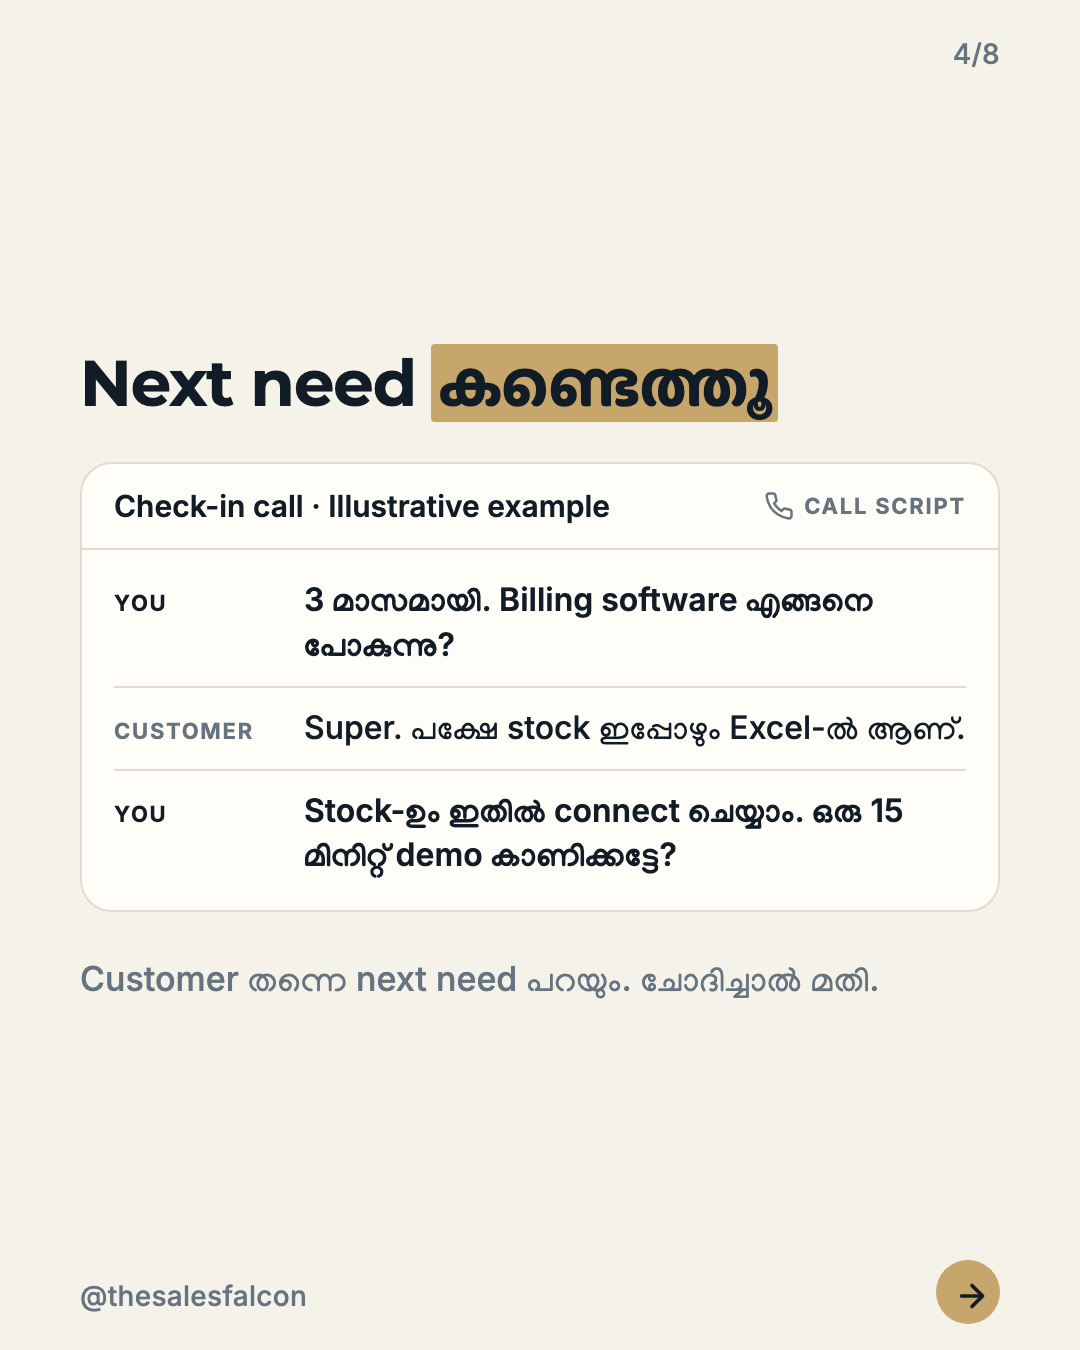 4/8
Next need കണ്ടെത്തൂ
Check-in call · Illustrative example
CALL SCRIPT
YOU
3 മാസമായി. Billing software എങ്ങനെ
പോകുന്നു?
CUSTOMER
Super. പക്ഷേ stock ഇപ്പോഴും Excel-ൽ ആണ്.
YOU
Stock-ഉം ഇതിൽ connect ചെയ്യാം. ഒരു 15
മിനിറ്റ് demo കാണിക്കട്ടേ?
Customer തന്നെ next need പറയും. ചോദിച്ചാൽ മതി.
@thesalesfalcon